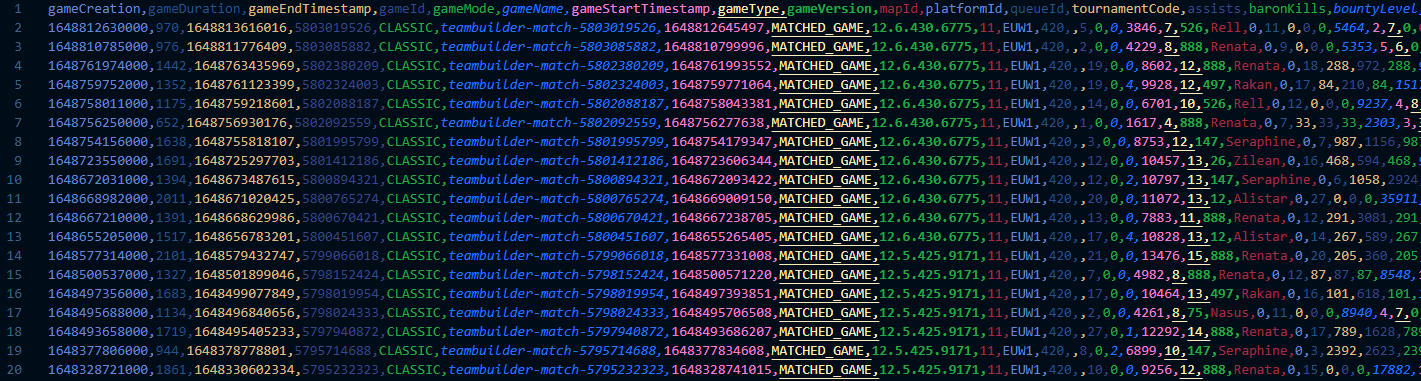 1 gameCreation,gameDuration,gameEndTimestamp,gameId,gameMode,gameName,gameStartTimestamp,gameType,gameVersion,mapId,platformId,queueId,tournamentCode,assists,baronKills,bountyLevel,
2 1648812630000,970,1648813616016,5803019526,CLASSIC,teambuilder-match-5803019526,1648812645497,MATCHED_GAME,12.6.430.6775,11,EUW1,420,,5,0,0,3846,7,526,Rell,0,11,0,0,0,5464,2,7,0,
3 1648810785000,976,1648811776409,5803085882,CLASSIC,teambuilder-match-5803085882,1648810799996,MATCHED_GAME,12.6.430.6775,11,EUW1,420,,2,0,0,4229,8,888,Renata,0,9,0,0,0,5353,5,6,0
4 1648761974000,1442,1648763435969,5802380209,CLASSIC,teambuilder-match-5802380209,1648761993552,MATCHED_GAME,12.6.430.6775,11,EUW1,420,,19,0,0,8602,12,888,Renata,0,18,288,972,288,
5 1648759752000,1352,1648761123399,5802324003,CLASSIC,teambuilder-match-5802324003,1648759771064,MATCHED_GAME,12.6.430.6775,11,EUW1,420,,19,0,4,9928,12,497,Rakan,0,17,84,210,84,1517
6 1648758011000,1175,1648759218601,5802088187,CLASSIC,teambuilder-match-5802088187,1648758043381,MATCHED_GAME,12.6.430.6775,11,EUW1,420,,14,0,0,6701,10,526,Rell,0,12,0,0,0,9237,4,8,
7 1648756250000,652,1648756930176,5802092559,CLASSIC,teambuilder-match-5802092559,1648756277638,MATCHED_GAME,12.6.430.6775,11,EUW1,420,,1,0,0,1617,4,888,Renata,0,7,33,33,33,2303,3,
8 1648754156000,1638,1648755818107,5801995799,CLASSIC,teambuilder-match-5801995799,1648754179347,MATCHED_GAME,12.6.430.6775,11,EUW1,420,,3,0,0,8753,12,147,Seraphine,0,7,987,1156,987
9 1648723550000,1691,1648725297703,5801412186,CLASSIC,teambuilder-match-5801412186,1648723606344,MATCHED_GAME,12.6.430.6775,11,EUW1,420,,12,0,0,10457,13,26,Zilean,0,16,468,594,468,
10 1648672031000,1394,1648673487615,5800894321,CLASSIC,teambuilder-match-5800894321,1648672093422,MATCHED_GAME,12.6.430.6775,11,EUW1,420,,12,0,2,10797,13,147,Seraphine,0,6,1058,2924
11 1648668982000,2011,1648671020425,5800765274,CLASSIC,teambuilder-match-5800765274,1648669009150,MATCHED_GAME,12.6.430.6775,11,EUW1,420,,20,0,0,11072,13,12,Alistar,0,27,0,0,0,35911,
12 1648667210000,1391,1648668629986,5800670421,CLASSIC,teambuilder-match-5800670421,1648667238705,MATCHED_GAME,12.6.430.6775,11,EUW1,420,,13,0,0,7883,11,888,Renata,0,12,291,3081,291
13 1648655205000,1517,1648656783201,5800451607,CLASSIC,teambuilder-match-5800451607,1648655265405,MATCHED_GAME,12.6.430.6775,11,EUW1,420,,17,0,4,10828,13,12,Alistar,0,14,267,589,267
14 1648577314000,2101,1648579432747,5799066018,CLASSIC,teambuilder-match-5799066018,1648577331008,MATCHED_GAME,12.5.425.9171,11,EUW1,420,,21,0,0,13476,15,888,Renata,0,20,205,360,205
15 1648500537000,1327,1648501899046,5798152424,CLASSIC,teambuilder-match-5798152424,1648500571220,MATCHED_GAME,12.5.425.9171,11,EUW1,420,,7,0,0,4982,8,888,Renata,0,12,87,87,87,8548,
16 1648497356000,1683,1648499077849,5798019954,CLASSIC,teambuilder-match-5798019954,1648497393851,MATCHED_GAME,12.5.425.9171,11,EUW1,420,,17,0,0,10464,13,497,Rakan,0,16,101,618,101,
17 1648495688000,1134,1648496840656,5798024333,CLASSIC,teambuilder-match-5798024333,1648495706508,MATCHED_GAME,12.5.425.9171,11,EUW1,420,,2,0,0,4261,8,75,Nasus,0,11,0,0,0,8940,4,7,0,
18 1648493658000,1719,1648495405233,5797940872,CLASSIC,teambuilder-match-5797940872,1648493686207,MATCHED_GAME,12.5.425.9171,11,EUW1,420,,27,0,1,12292,14,888,Renata,0,17,789,1628,789
19 1648377806000,944,1648378778801,5795714688,CLASSIC,teambuilder-match-5795714688,1648377834608,MATCHED_GAME,12.5.425.9171,11,EUW1,420,,8,0,2,6899,10,147,Seraphine,0,3,2392,2623,239
20 1648328721000,1861,1648330602334,5795232323,CLASSIC,teambuilder-match-5795232323,1648328741015,MATCHED_GAME,12.5.425.9171,11,EUW1,420,,10,0,0,9256,12,888,Renata,0,15,0,0,0,17882,